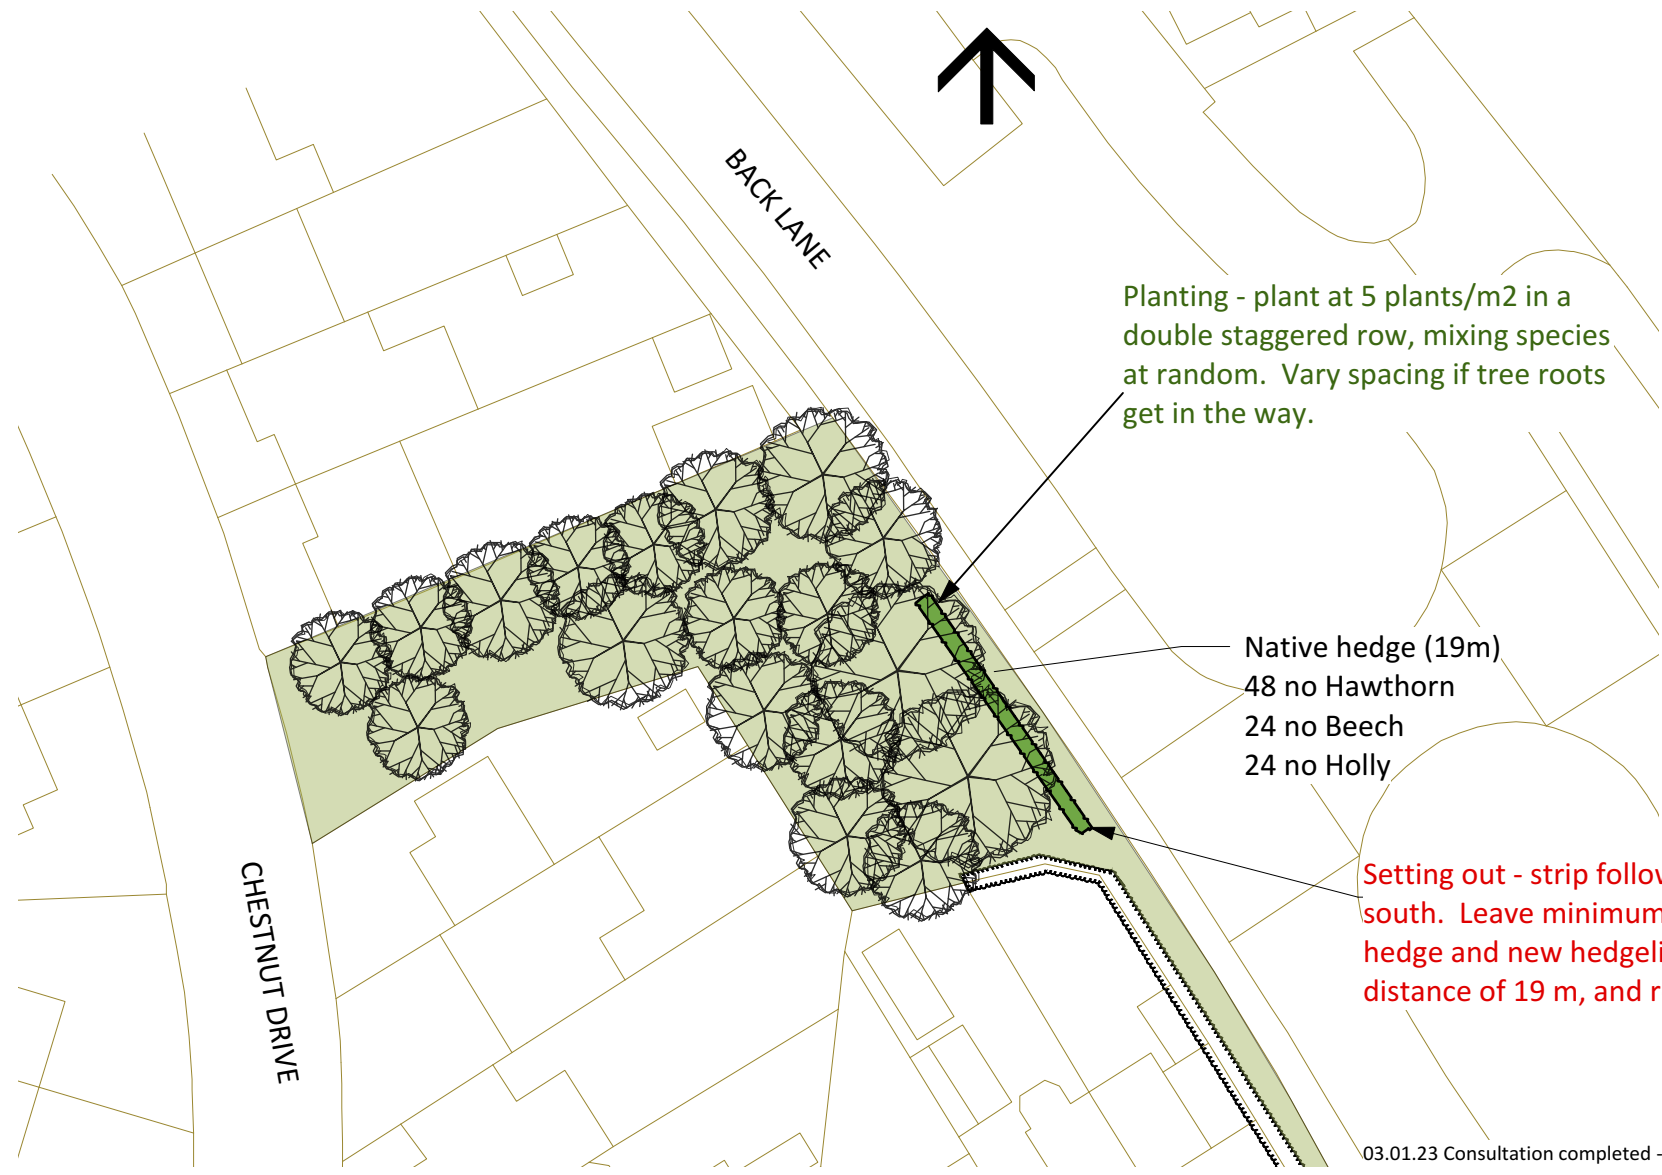 BACK LANE
Planting - plant at 5 plants/m2 in a
double staggered row, mixing species
at random.  Vary spacing if tree roots
get in the way.
Native hedge (19m)
48 no Hawthorn
24 no Beech
24 no Holly
Setting out - strip follow
south.  Leave minimum
hedge and new hedgeli
distance of 19 m, and r
CHESTNUT DRIVE
03.01.23 Consultation completed -